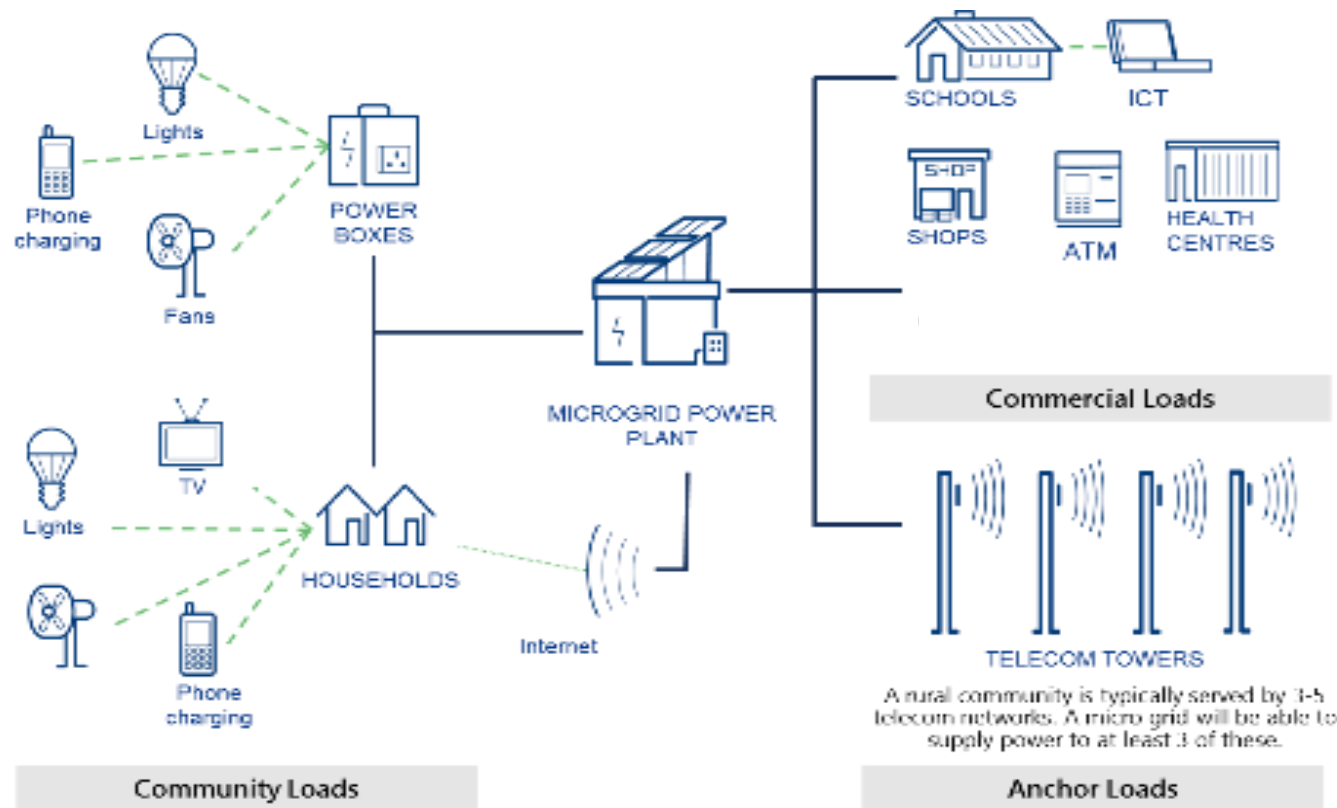 Lights
Phone
charging
Fans
POWER
BOXES
TV
Lights
HOUSEHOLDS
Phone
charging
Internet
Community Loads
MICROGRID POWER
PLANT
SCHOOLS
ICT
SHOP
SHOPS
ATM
HEALTH
CENTRES
Commercial Loads
TELECOM TOWERS
A rural community is typically served by 3-5
telecom networks. A micro grid will be able to
supply power to at least 3 of these.
Anchor Loads